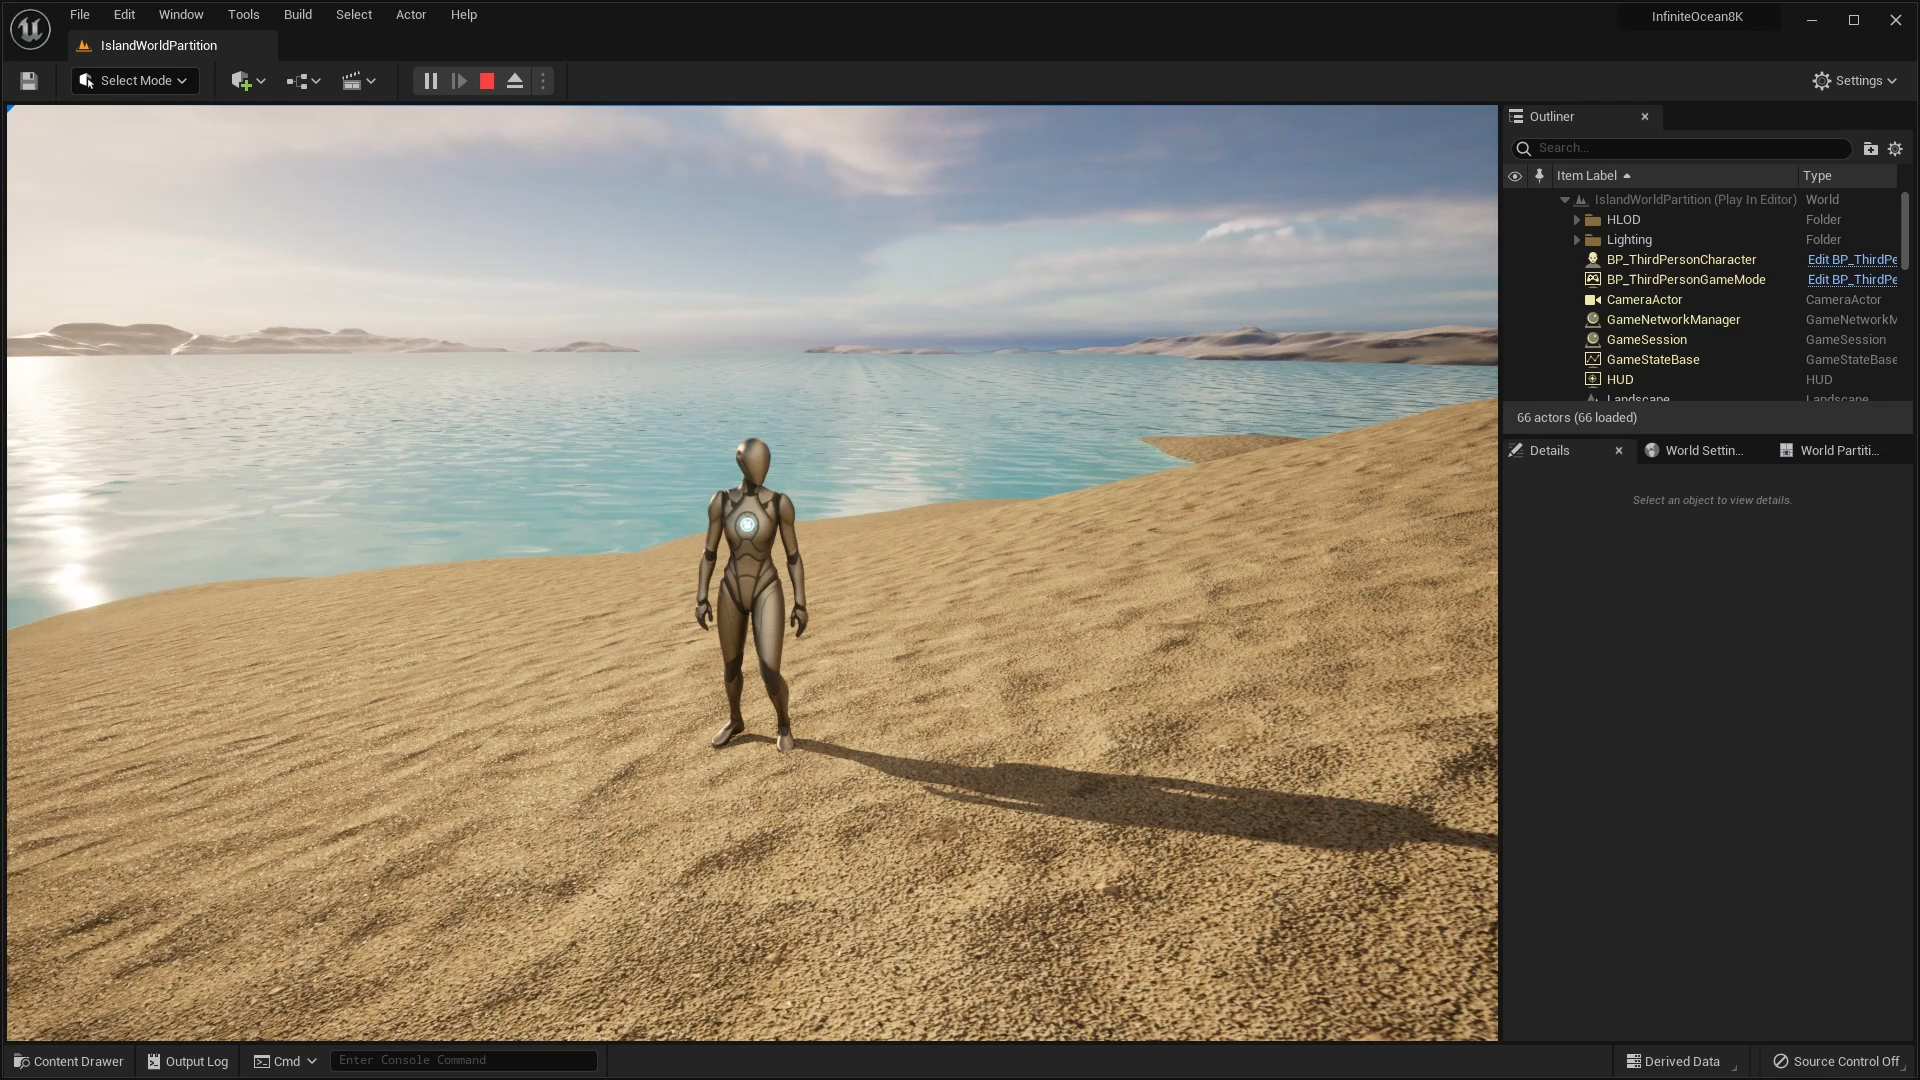 File Edit Window Tools Build Select Actor Help
InfiniteOcean8K
IslandWorldPartition
Select Mode
Settings
Outliner
Search...
Item Label Type
IslandWorldPartition (Play In Editor) World
HLOD Folder
Lighting Folder
BP_ThirdPersonCharacter Edit BP_ThirdPe
BP_ThirdPersonGameMode Edit BP_ThirdPe
CameraActor CameraActor
GameNetworkManager GameNetworkM
GameSession GameSession
GameStateBase GameStateBase
HUD HUD
Landscape Landscape
66 actors (66 loaded)
Details World Settin... World Partiti...
Select an object to view details.
Content Drawer Output Log Cmd Enter Console Command Derived Data Source Control Off